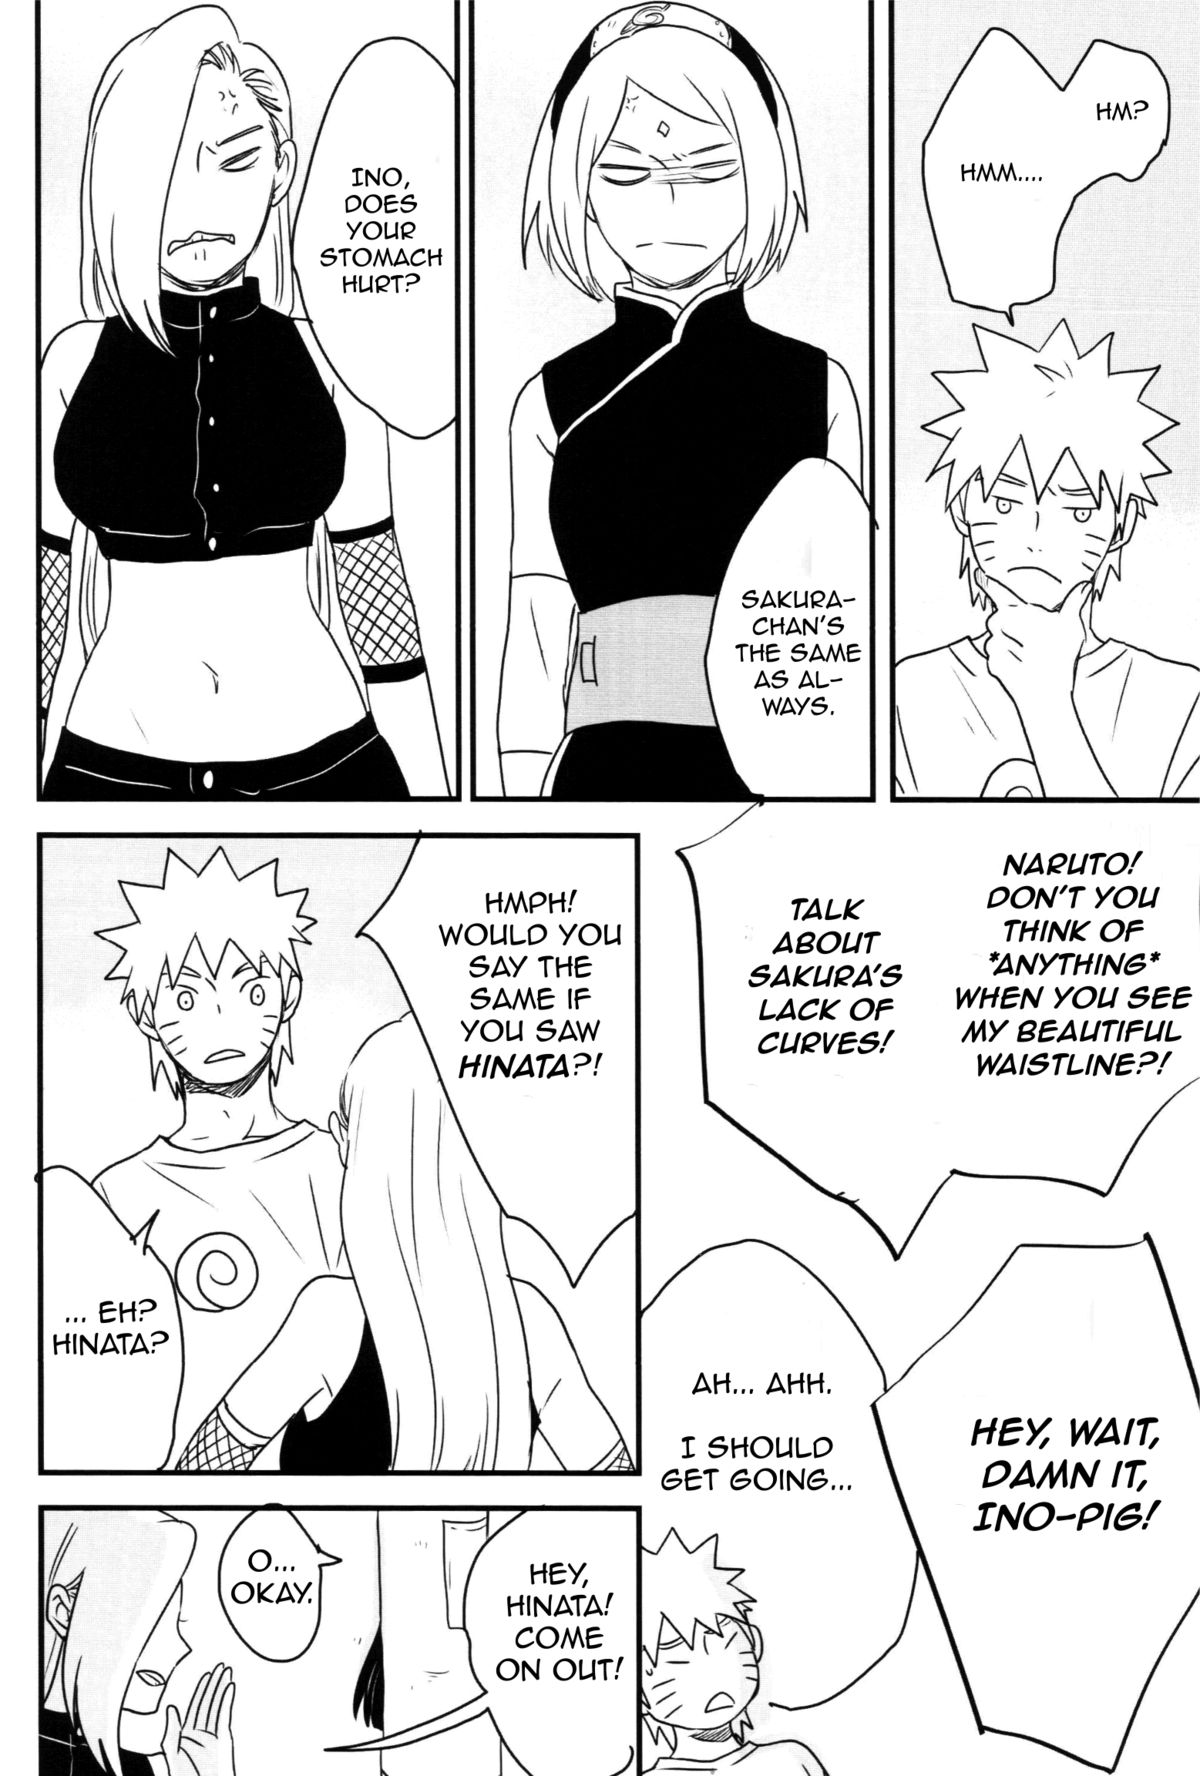 HM?
HMM....
SAKURA-
CHAN'S
THE SAME
AS AL-
WAYS.
INO,
DOES
YOUR
STOMACH
HURT?
NARUTO!
DON'T YOU
THINK OF
*ANYTHING*
WHEN YOU SEE
MY BEAUTIFUL
WAISTLINE?!
TALK
ABOUT
SAKURA'S
LACK OF
CURVES!
HEY, WAIT,
DAMN IT,
INO-PIG!
AH... AHH.
I SHOULD
GET GOING...
HMPH!
WOULD YOU
SAY THE
SAME IF
YOU SAW
HINATA?!
... EH?
HINATA?
HEY,
HINATA!
COME
ON OUT!
O...
OKAY.